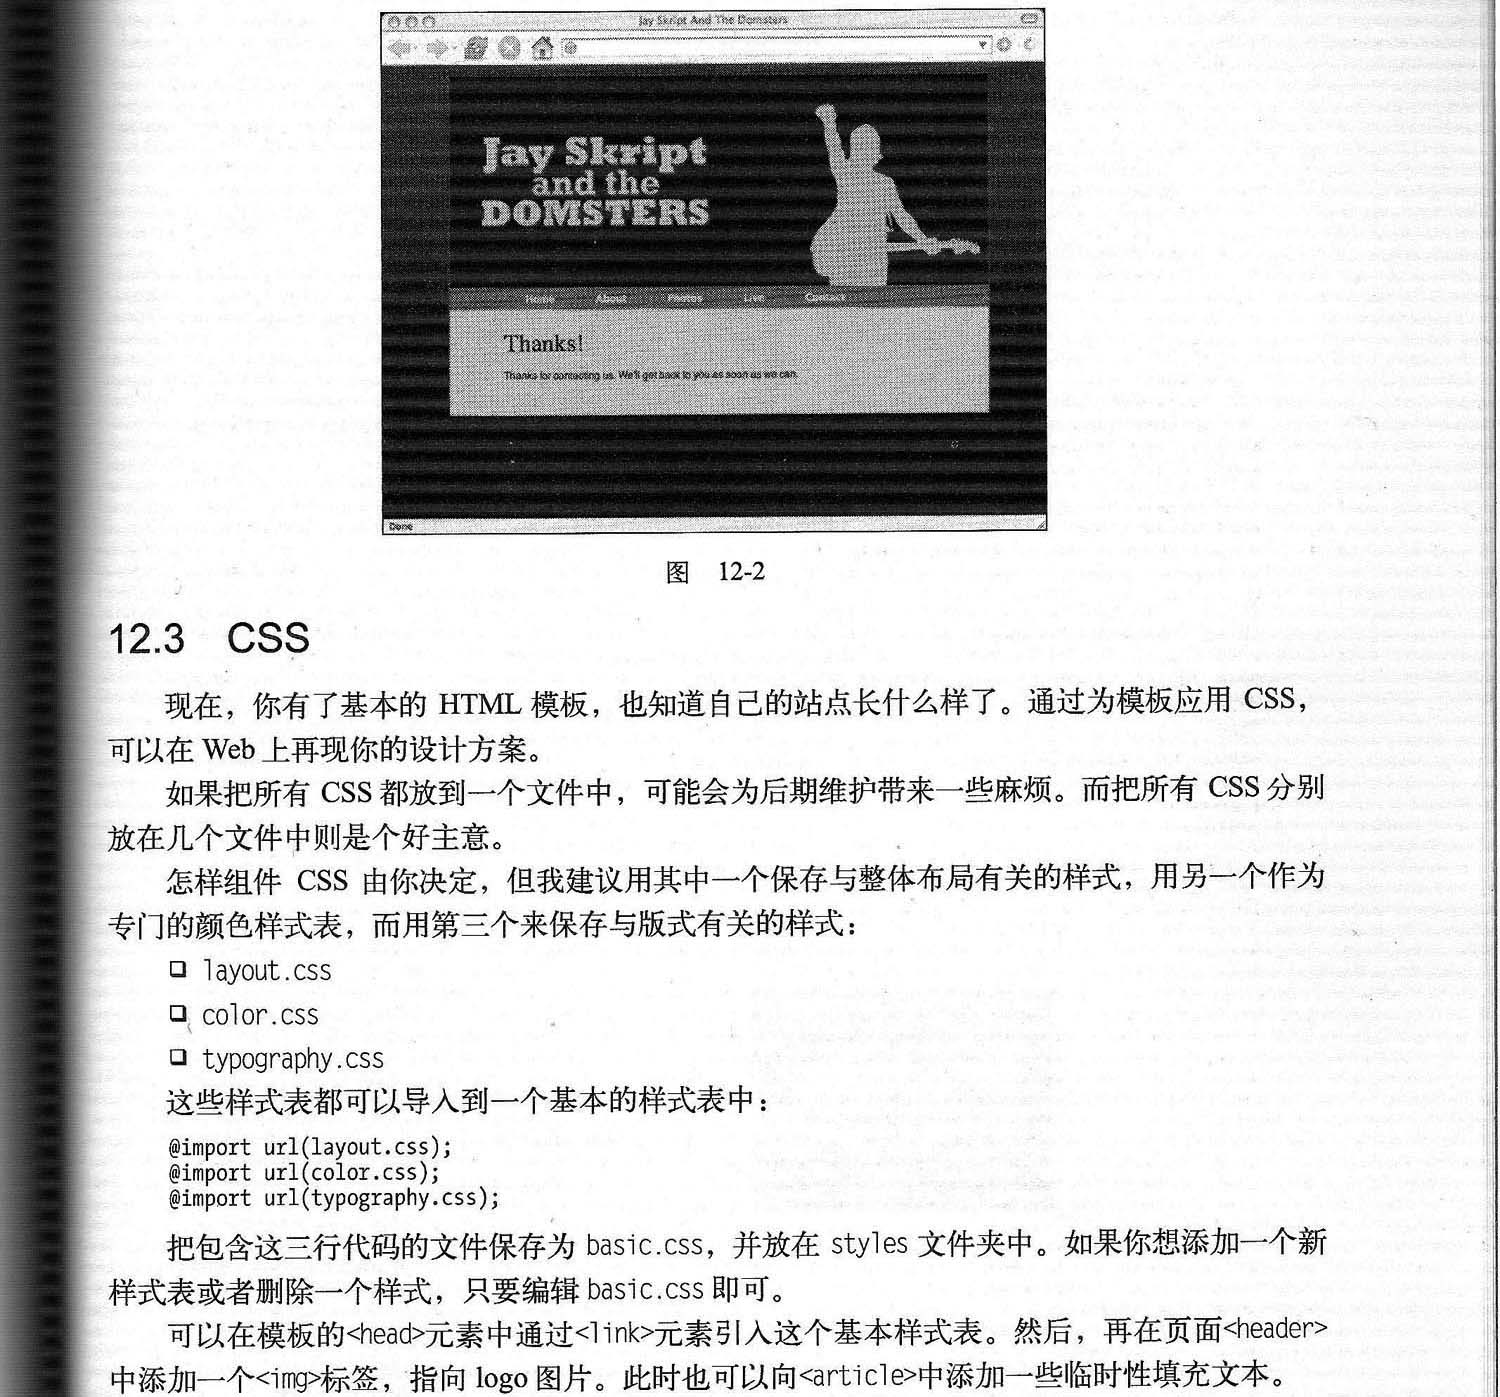 Jay Skript And The Domsters
Jay Skript
and the
DOMSTERS
Home About Photos Live Contact
Thanks!
Thanks for contacting us. We'll get back to you as soon as we can.
Done
图 12-2
12.3 CSS
现在，你有了基本的 HTML 模板，也知道自己的站点长什么样了。通过为模板应用 CSS，
可以在 Web 上再现你的设计方案。
如果把所有 CSS 都放到一个文件中，可能会为后期维护带来一些麻烦。而把所有 CSS 分别
放在几个文件中则是个好主意。
怎样组件 CSS 由你决定，但我建议用其中一个保存与整体布局有关的样式，用另一个作为
专门的颜色样式表，而用第三个来保存与版式有关的样式：
❑ layout.css
❑ color.css
❑ typography.css
这些样式表都可以导入到一个基本的样式表中：
@import url(layout.css);
@import url(color.css);
@import url(typography.css);
把包含这三行代码的文件保存为 basic.css，并放在 styles 文件夹中。如果你想添加一个新
样式表或者删除一个样式，只要编辑 basic.css 即可。
可以在模板的<head>元素中通过<link>元素引入这个基本样式表。然后，再在页面<header>
中添加一个<img>标签，指向 logo 图片。此时也可以向<article>中添加一些临时性填充文本。